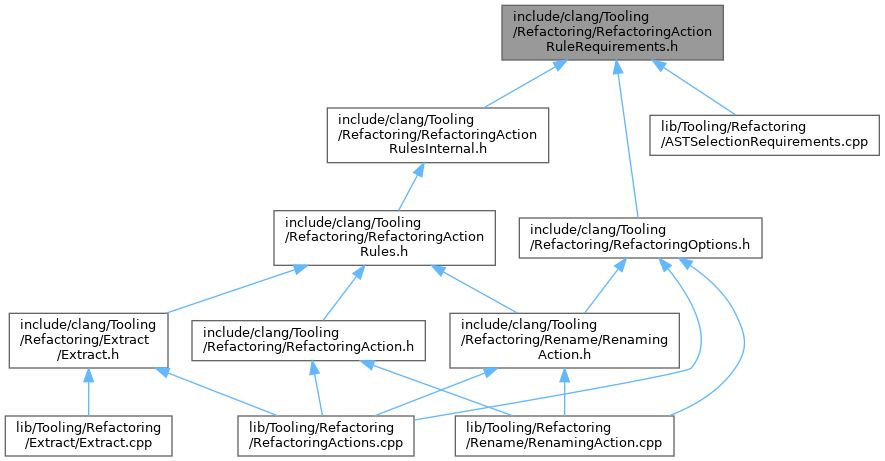 include/clang/Tooling
/Refactoring/RefactoringAction
RuleRequirements.h
include/clang/Tooling
/Refactoring/RefactoringAction
RulesInternal.h
lib/Tooling/Refactoring
/ASTSelectionRequirements.cpp
include/clang/Tooling
/Refactoring/RefactoringAction
Rules.h
include/clang/Tooling
/Refactoring/RefactoringOptions.h
include/clang/Tooling
/Refactoring/Extract
/Extract.h
include/clang/Tooling
/Refactoring/RefactoringAction.h
include/clang/Tooling
/Refactoring/Rename/Renaming
Action.h
lib/Tooling/Refactoring
/Extract/Extract.cpp
lib/Tooling/Refactoring
/RefactoringActions.cpp
lib/Tooling/Refactoring
/Rename/RenamingAction.cpp